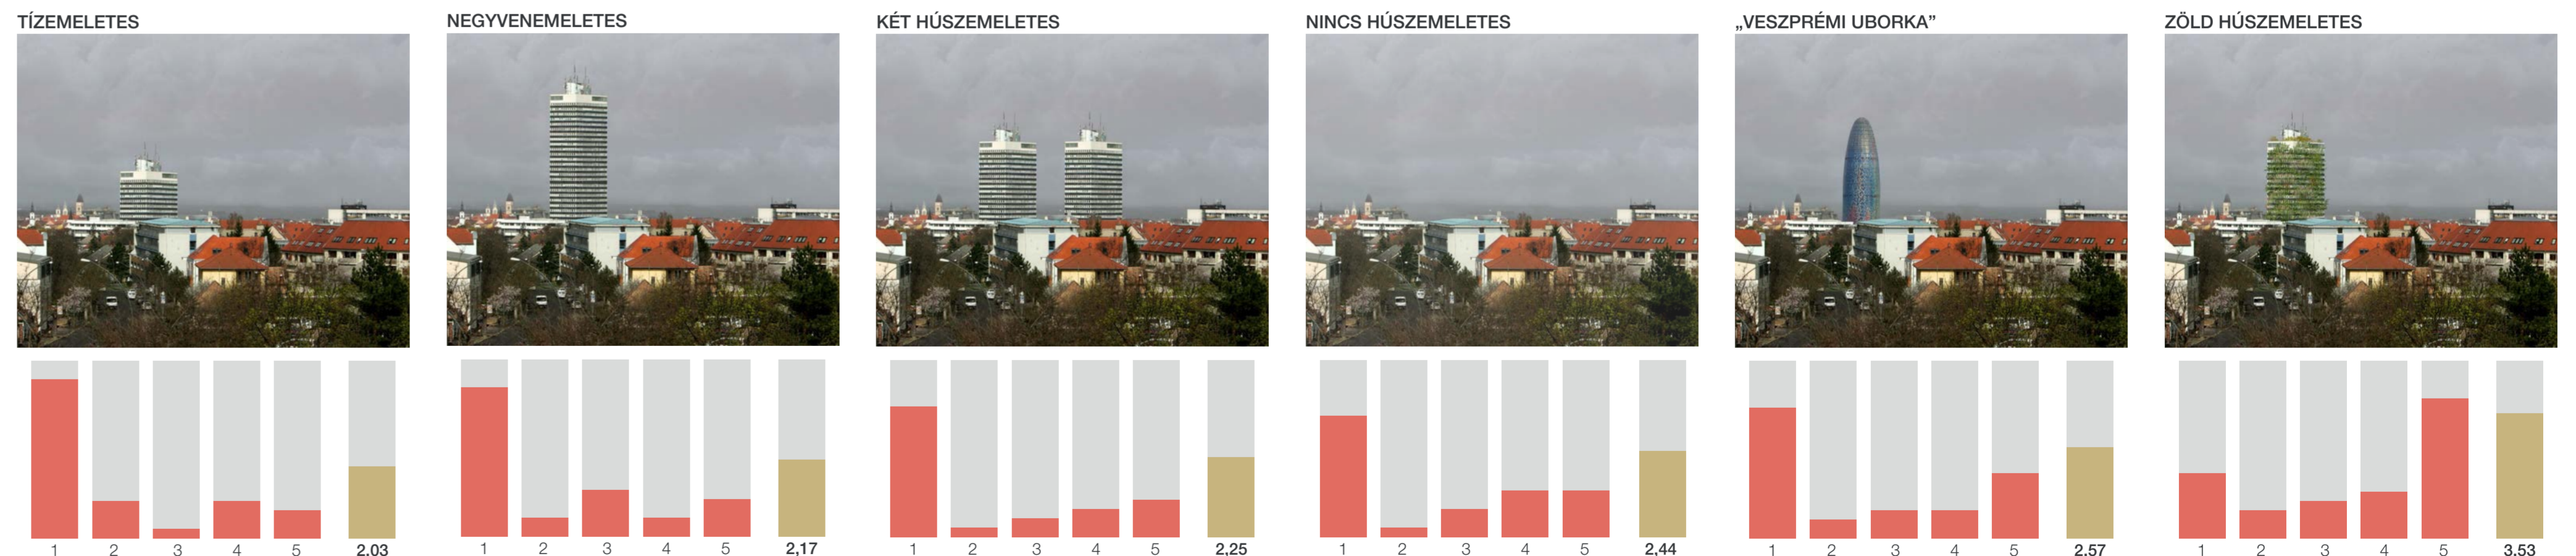 TÍZEMELETES
1 2 3 4 5 2.03
NEGYVENEMELETES
1 2 3 4 5 2,17
KÉT HÚSZEMELETES
1 2 3 4 5 2,25
NINCS HÚSZEMELETES
1 2 3 4 5 2,44
„VESZPRÉMI UBORKA”
1 2 3 4 5 2.57
ZÖLD HÚSZEMELETES
1 2 3 4 5 3.53